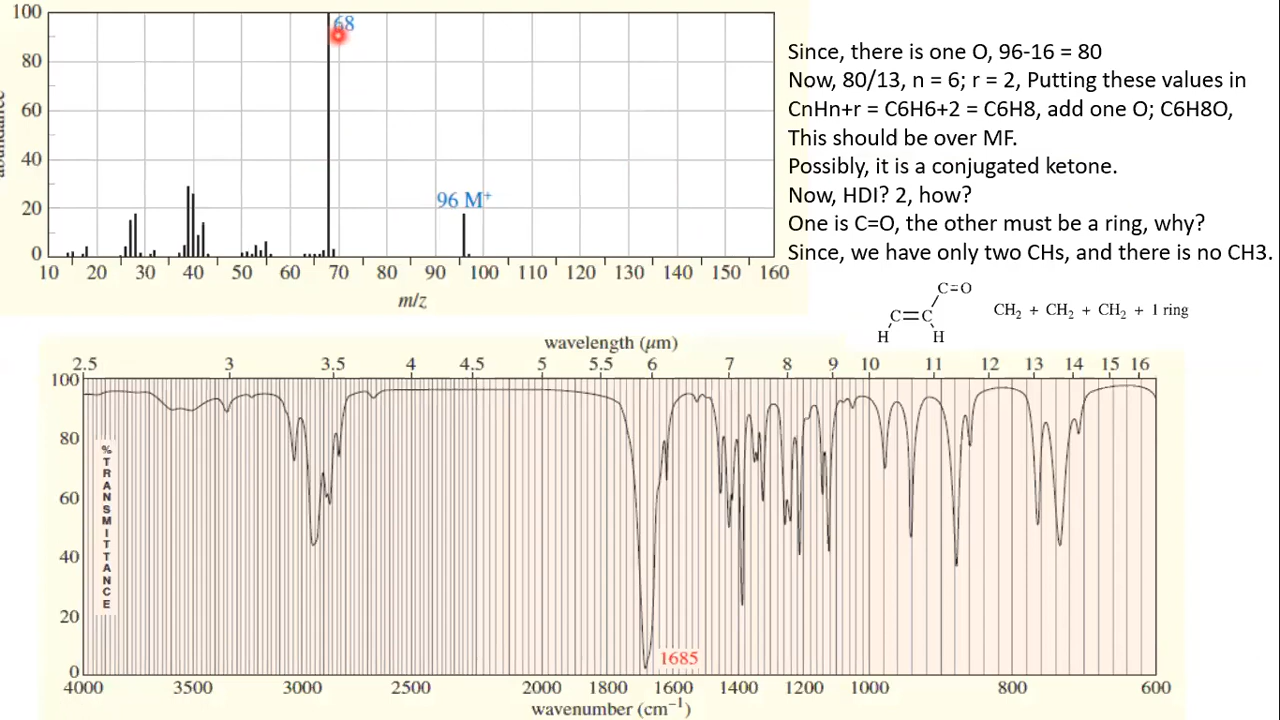 100
68
80
60
40
96 M+
20
0
abundance
10 20 30 40 50 60 70 80 90 100 110 120 130 140 150 160
m/z
Since, there is one O, 96-16 = 80
Now, 80/13, n = 6; r = 2, Putting these values in
CnHn+r = C6H6+2 = C6H8, add one O; C6H8O,
This should be over MF.
Possibly, it is a conjugated ketone.
Now, HDI? 2, how?
One is C=O, the other must be a ring, why?
Since, we have only two CHs, and there is no CH3.
C=O
C=C
H H
CH₂ + CH₂ + CH₂ + 1 ring
wavelength (μm)
2.5 3 3.5 4 4.5 5 5.5 6 7 8 9 10 11 12 13 14 15 16
100
80
60
40
20
0
%TRANSMITTANCE
1685
4000 3500 3000 2500 2000 1800 1600 1400 1200 1000 800 600
wavenumber (cm⁻¹)